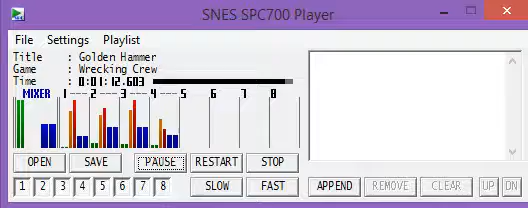 SNES SPC700 Player
File Settings Playlist
Title : Golden Hammer
Game : Wrecking Crew
Time : 0:01:12.603
MIXER 1 2 3 4 5 6 7 8
OPEN SAVE PAUSE RESTART STOP
1 2 3 4 5 6 7 8 SLOW FAST APPEND REMOVE CLEAR UP DN